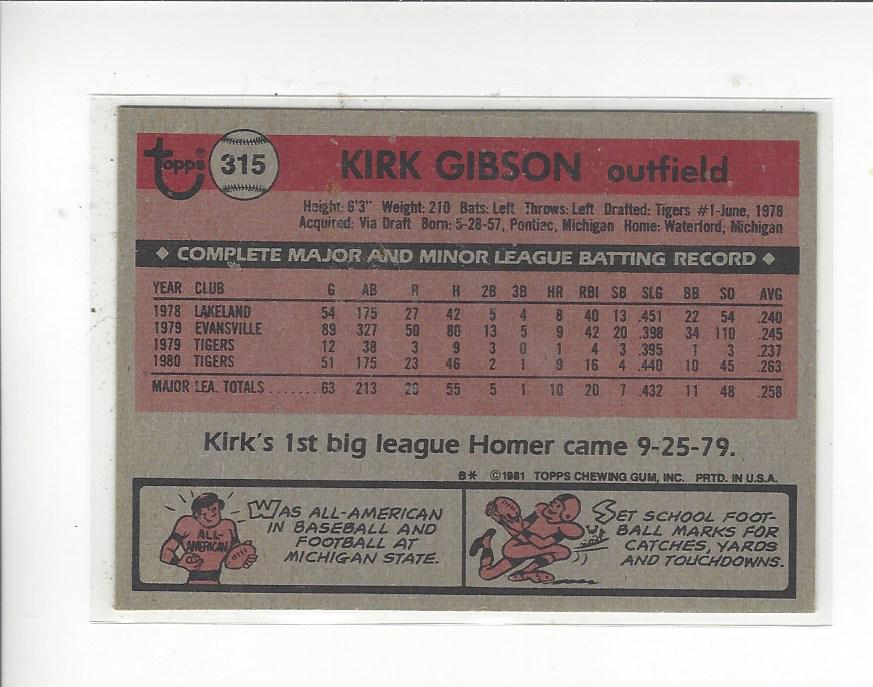 Topps® 315 KIRK GIBSON outfield
Height: 6'3" Weight: 210 Bats: Left Throws: Left Drafted: Tigers #1-June, 1978
Acquired: Via Draft Born: 5-28-57, Pontiac, Michigan Home: Waterford, Michigan
◆ COMPLETE MAJOR AND MINOR LEAGUE BATTING RECORD ◆
YEAR CLUB G AB R H 2B 3B HR RBI SB SLG BB SO AVG
1978 LAKELAND 54 175 27 42 5 4 8 40 13 .451 22 54 .240
1979 EVANSVILLE 89 327 50 80 13 5 9 42 20 .398 34 110 .245
1979 TIGERS 12 38 3 9 3 0 1 4 3 .395 1 3 .237
1980 TIGERS 51 175 23 46 2 1 9 16 4 .440 10 45 .263
MAJOR LEA. TOTALS ....... 63 213 26 55 5 1 10 20 7 .432 11 48 .258
Kirk's 1st big league Homer came 9-25-79.
B* ©1981 TOPPS CHEWING GUM, INC. PRTD. IN U.S.A.
ALL-
AMERICAN
WAS ALL-AMERICAN
IN BASEBALL AND
FOOTBALL AT
MICHIGAN STATE.
SET SCHOOL FOOT-
BALL MARKS FOR
CATCHES, YARDS
AND TOUCHDOWNS.